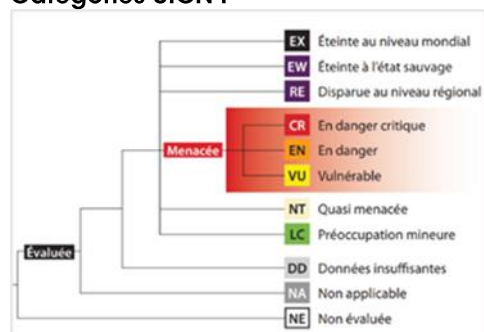 Catégories UICN :
EX Éteinte au niveau mondial
EW Éteinte à l'état sauvage
RE Disparue au niveau régional
Menacée
CR En danger critique
EN En danger
VU Vulnérable
NT Quasi menacée
LC Préoccupation mineure
Évaluée
DD Données insuffisantes
NA Non applicable
NE Non évaluée